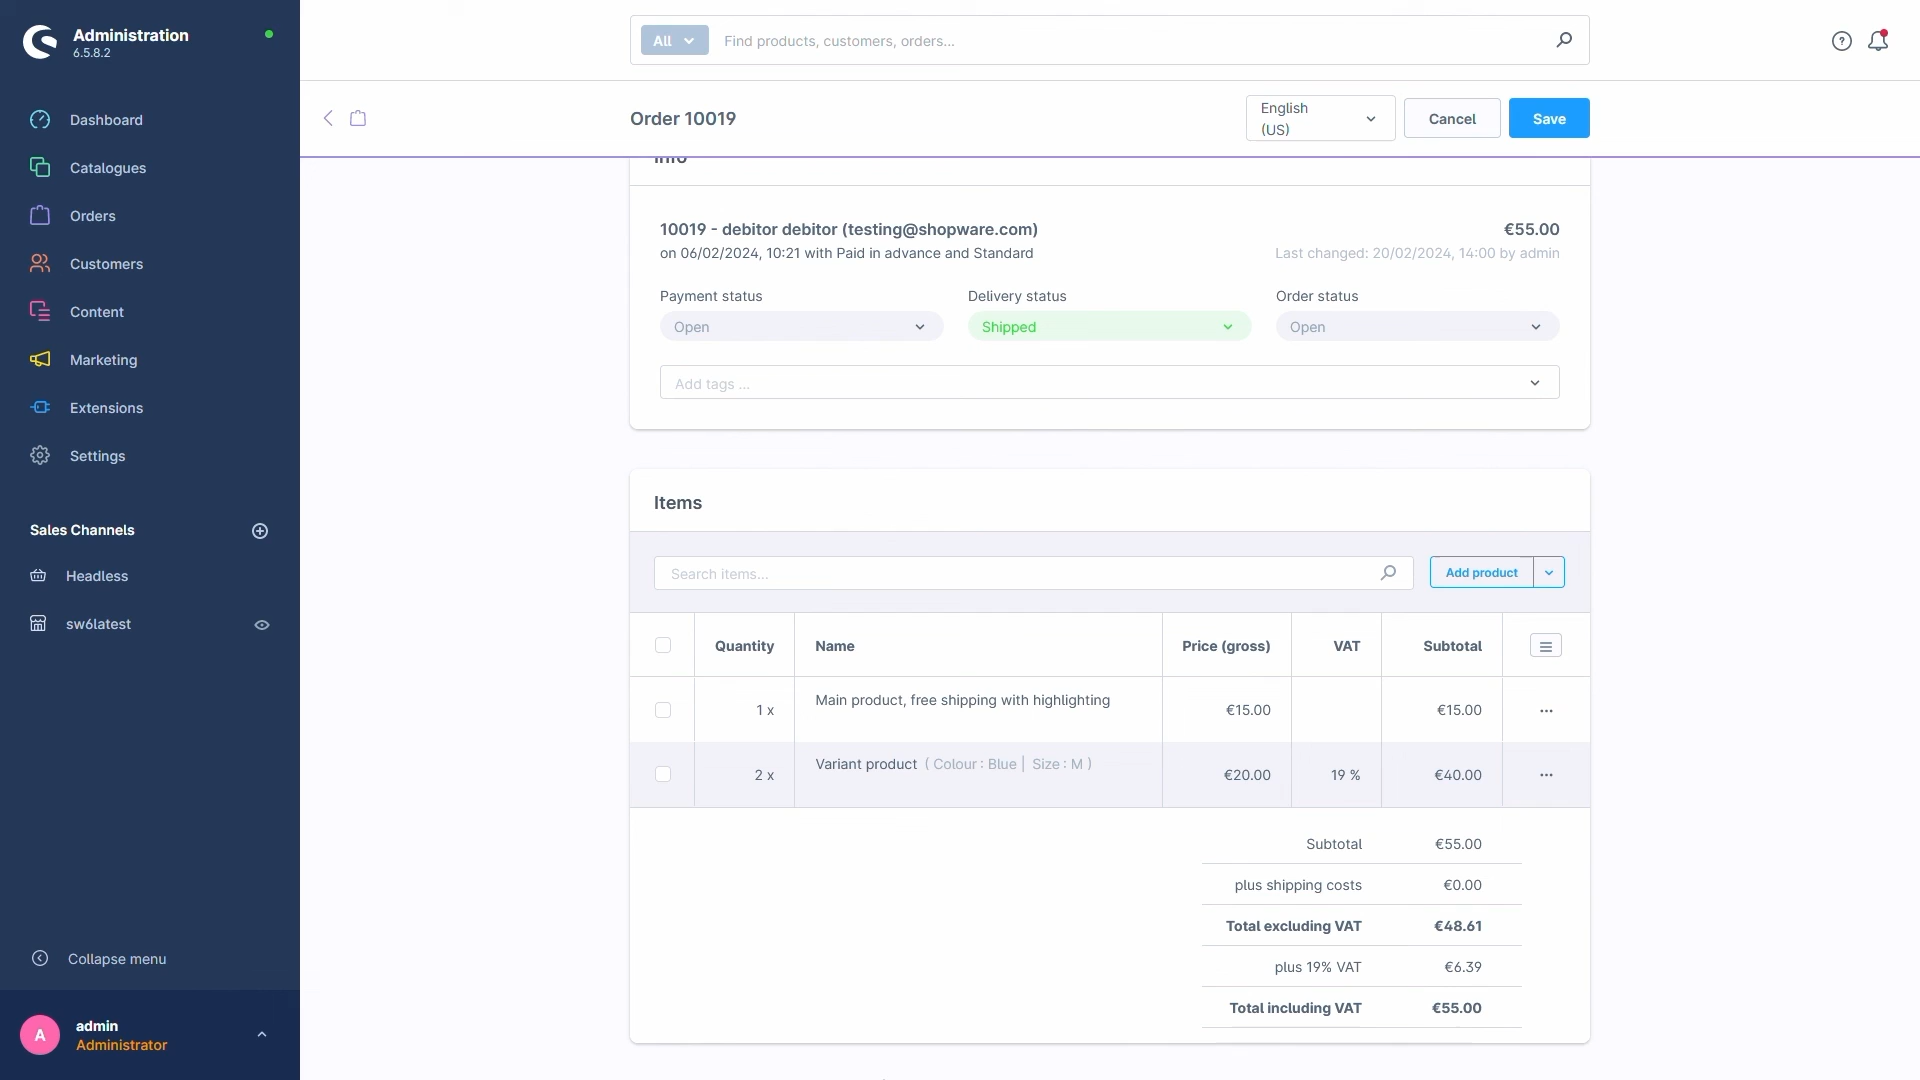 Administration
6.5.8.2
All
Find products, customers, orders...
Dashboard
Catalogues
Orders
Customers
Content
Marketing
Extensions
Settings
Sales Channels
Headless
sw6latest
Collapse menu
A
admin
Administrator
Order 10019
English
(US)
Cancel
Save
Info
10019 - debitor debitor (testing@shopware.com)
€55.00
on 06/02/2024, 10:21 with Paid in advance and Standard
Last changed: 20/02/2024, 14:00 by admin
Payment status
Delivery status
Order status
Open
Shipped
Open
Add tags ...
Items
Search items...
Add product
Quantity
Name
Price (gross)
VAT
Subtotal
1 x
Main product, free shipping with highlighting
€15.00
€15.00
2 x
Variant product ( Colour : Blue | Size : M )
€20.00
19 %
€40.00
Subtotal
€55.00
plus shipping costs
€0.00
Total excluding VAT
€48.61
plus 19% VAT
€6.39
Total including VAT
€55.00